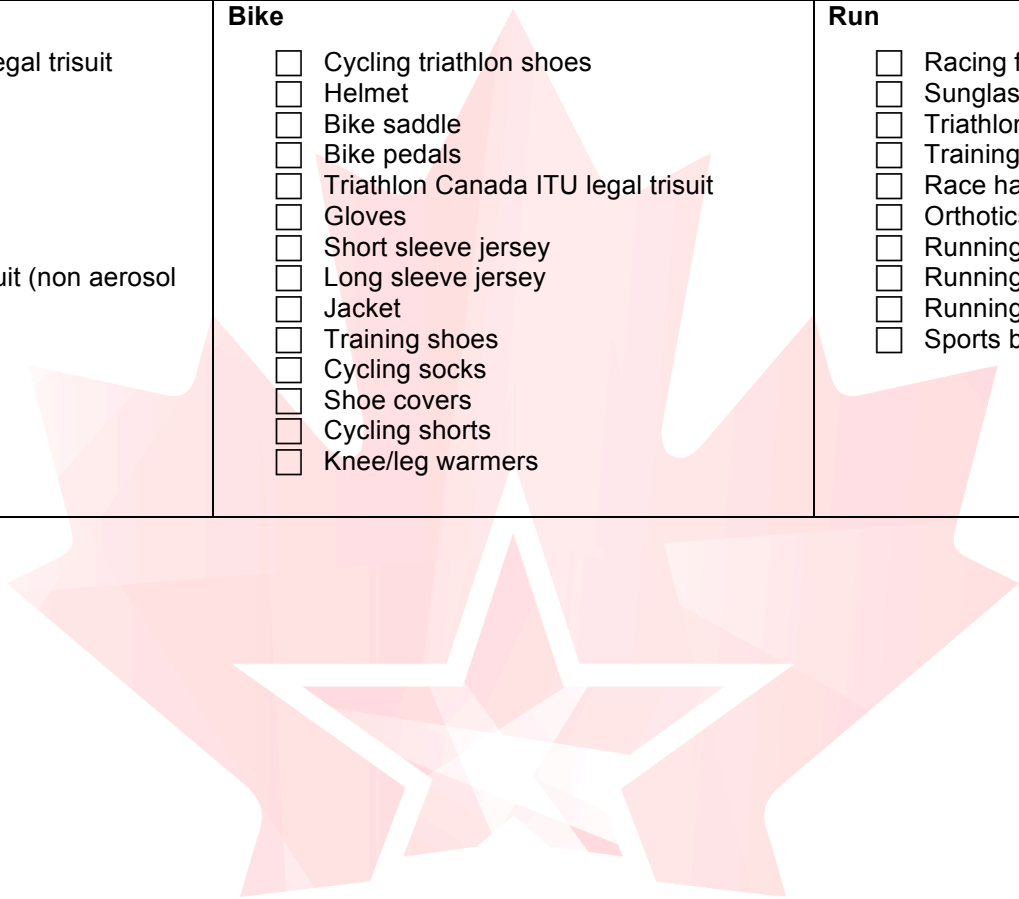 egal trisuit
uit (non aerosol
Bike
Cycling triathlon shoes
Helmet
Bike saddle
Bike pedals
Triathlon Canada ITU legal trisuit
Gloves
Short sleeve jersey
Long sleeve jersey
Jacket
Training shoes
Cycling socks
Shoe covers
Cycling shorts
Knee/leg warmers
Run
Racing f
Sunglas
Triathlon
Training
Race ha
Orthotics
Running
Running
Running
Sports b